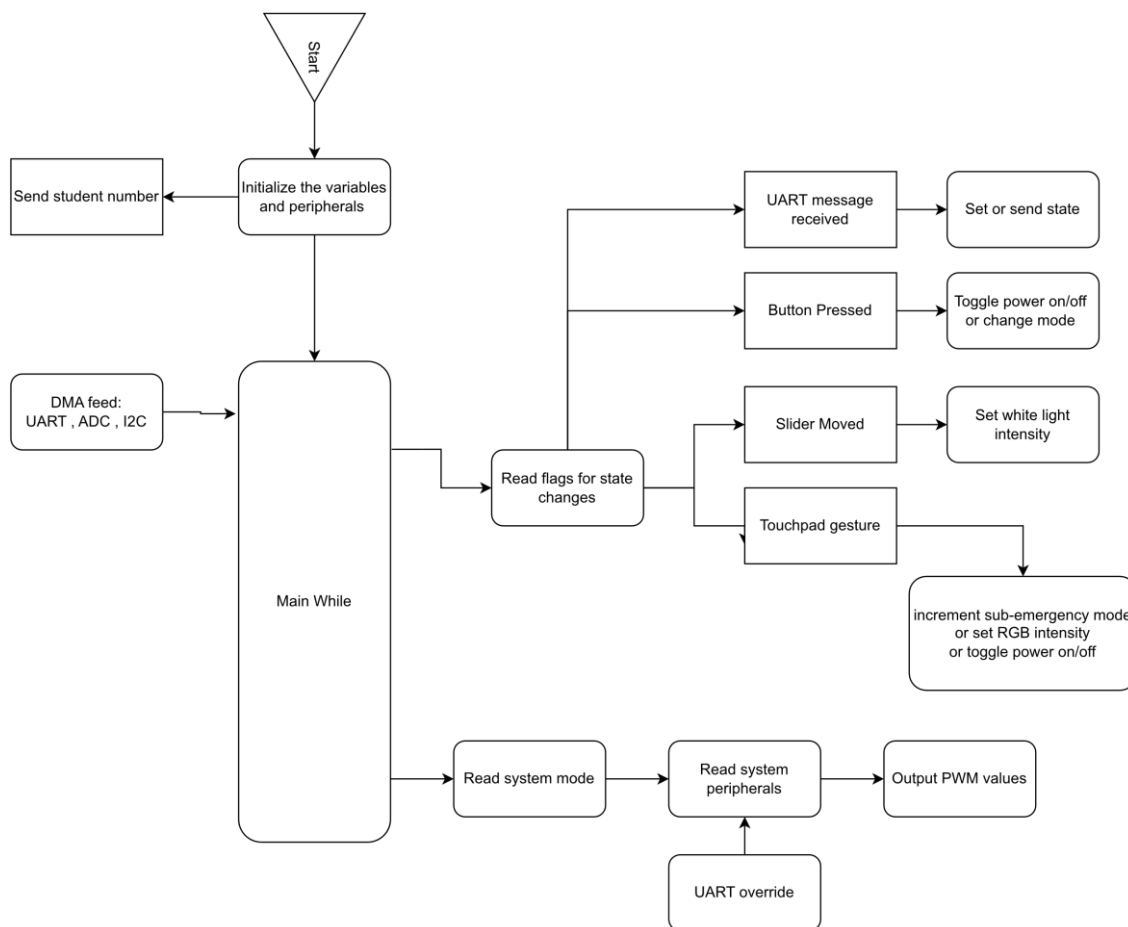 Start
Initialize the variables
and peripherals
Send student number
UART message
received
Set or send state
Button Pressed
Toggle power on/off
or change mode
DMA feed:
UART , ADC , I2C
Slider Moved
Set white light
intensity
Read flags for state
changes
Touchpad gesture
Main While
increment sub-emergency mode
or set RGB intensity
or toggle power on/off
Read system mode
Read system
peripherals
Output PWM values
UART override